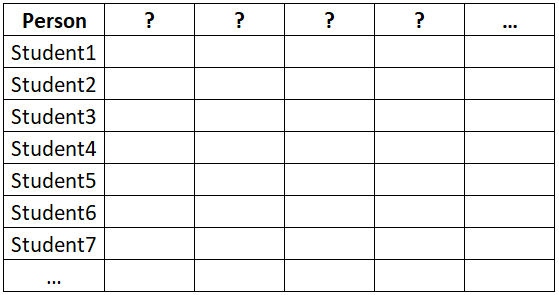 Person ? ? ? ? ...
Student1
Student2
Student3
Student4
Student5
Student6
Student7
...